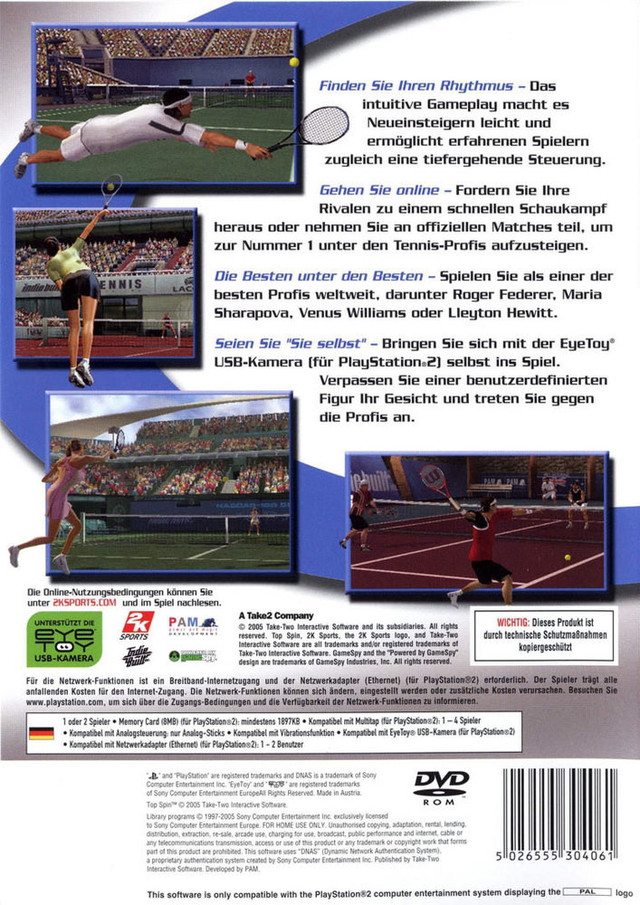 Finden Sie Ihren Rhythmus – Das
intuitive Gameplay macht es
Neueinsteigern leicht und
ermöglicht erfahrenen Spielern
zugleich eine tiefergehende Steuerung.
Gehen Sie online – Fordern Sie Ihre
Rivalen zu einem schnellen Schaukampf
heraus oder nehmen Sie an offiziellen Matches teil, um
zur Nummer 1 unter den Tennis-Profis aufzusteigen.
Die Besten unter den Besten – Spielen Sie als einer der
besten Profis weltweit, darunter Roger Federer, Maria
Sharapova, Venus Williams oder Lleyton Hewitt.
Seien Sie "Sie selbst" – Bringen Sie sich mit der EyeToy®
USB-Kamera (für PlayStation®2) selbst ins Spiel.
Verpassen Sie einer benutzerdefinierten
Figur Ihr Gesicht und treten Sie gegen
die Profis an.
TENNIS
Die Online-Nutzungsbedingungen können Sie
unter 2KSPORTS.COM und im Spiel nachlesen.
UNTERSTÜTZT DIE
EYE TOY
USB-KAMERA
2K
SPORTS
Indie Built
PAM
DEVELOPMENT
A Take2 Company
© 2005 Take-Two Interactive Software and its subsidiaries. All rights
reserved. Top Spin, 2K Sports, the 2K Sports logo, and Take-Two
Interactive Software are all trademarks and/or registered trademarks of
Take-Two Interactive Software. GameSpy and the "Powered by GameSpy"
design are trademarks of GameSpy Industries, Inc. All rights reserved.
WICHTIG: Dieses Produkt ist
durch technische Schutzmaßnahmen
kopiergeschützt
Für die Netzwerk-Funktionen ist ein Breitband-Internetzugang und der Netzwerkadapter (Ethernet) (für PlayStation®2) erforderlich. Der Spieler trägt alle
anfallenden Kosten für den Internet-Zugang. Die Netzwerk-Funktionen können sich ändern, eingestellt werden oder zusätzliche Kosten verursachen. Besuchen Sie
www.playstation.com, um sich über die Zugangs-Bedingungen und die Verfügbarkeit der Netzwerk-Funktionen zu informieren.
1 oder 2 Spieler • Memory Card (8MB) (für PlayStation®2): mindestens 1897KB • Kompatibel mit Multitap (für PlayStation®2): 1 – 4 Spieler
• Kompatibel mit Analogsteuerung: nur Analog-Sticks • Kompatibel mit Vibrationsfunktion • Kompatibel mit EyeToy® USB-Kamera (für PlayStation®2)
• Kompatibel mit Netzwerkadapter (Ethernet) (für PlayStation®2): 1 – 2 Benutzer
" " and "PlayStation" are registered trademarks and DNAS is a trademark of Sony
Computer Entertainment Inc. "EyeToy" and " " are registered trademarks
of Sony Computer Entertainment EuropeAll Rights Reserved. Made in Austria.
Top Spin™ © 2005 Take-Two Interactive Software.
Library programs © 1997-2005 Sony Computer Entertainment Inc. exclusively licensed
to Sony Computer Entertainment Europe. FOR HOME USE ONLY. Unauthorised copying, adaptation, rental, lending,
distribution, extraction, re-sale, arcade use, charging for use, broadcast, public performance and internet, cable or
any telecommunications transmission, access or use of this product or any trademark or copyright work that forms
part of this product are prohibited. This software uses "DNAS" (Dynamic Network Authentication System),
a proprietary authentication system created by Sony Computer Entertainment Inc. Published by Take-Two
Interactive Software. Developed by PAM.
DVD
ROM
5 026555 304061
This software is only compatible with the PlayStation®2 computer entertainment system displaying the PAL logo